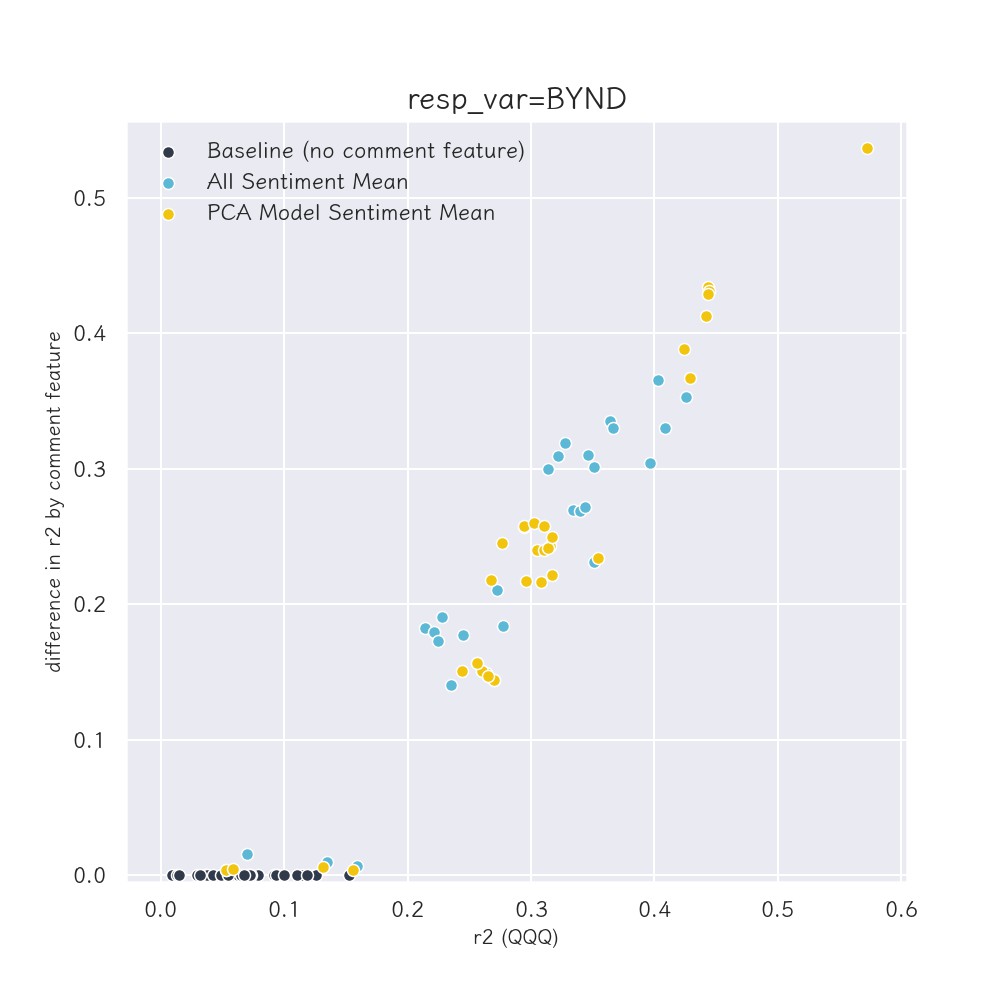 resp_var=BYND
Baseline (no comment feature)
All Sentiment Mean
PCA Model Sentiment Mean
difference in r2 by comment feature
0.5
0.4
0.3
0.2
0.1
0.0
0.0 0.1 0.2 0.3 0.4 0.5 0.6
r2 (QQQ)